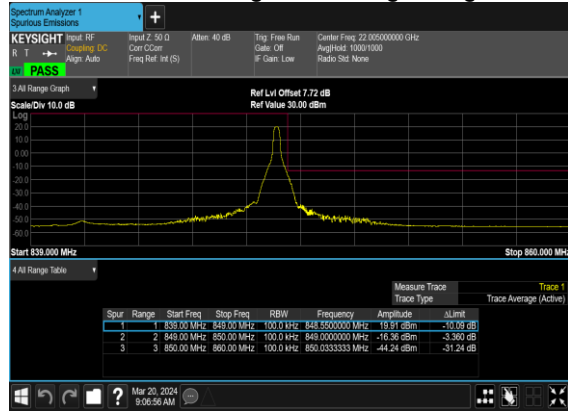 Spectrum Analyzer 1
Spurious Emissions
+
KEYSIGHT Input: RF Input Z: 50 Ω Atten: 40 dB Trig: Free Run Center Freq: 22.005000000 GHz
R T Coupling: DC Corr CCorr Gate: Off Avg|Hold: 1000/1000
Align: Auto Freq Ref: Int (S) IF Gain: Low Radio Std: None
PASS
3 All Range Graph
Ref Lvl Offset 7.72 dB
Scale/Div 10.0 dB Ref Value 30.00 dBm
Log
20.0
10.0
0.00
-10.0
-20.0
-30.0
-40.0
-50.0
-60.0
Start 839.000 MHz Stop 860.000 MHz
4 All Range Table
Measure Trace Trace 1
Trace Type Trace Average (Active)
Spur Range Start Freq Stop Freq RBW Frequency Amplitude ΔLimit
1 1 839.00 MHz 849.00 MHz 100.0 kHz 848.5500000 MHz 19.91 dBm -10.09 dB
2 2 849.00 MHz 850.00 MHz 100.0 kHz 849.0000000 MHz -16.36 dBm -3.360 dB
3 3 850.00 MHz 860.00 MHz 100.0 kHz 850.0333333 MHz -44.24 dBm -31.24 dB
? Mar 20, 2024
9:06:56 AM